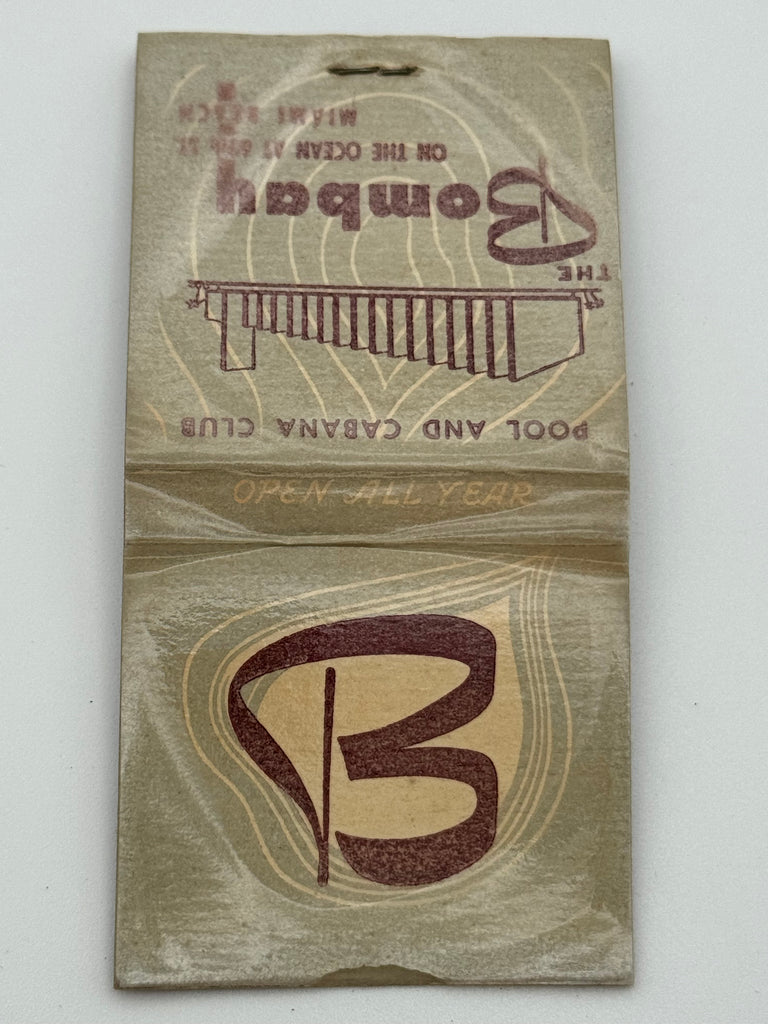 POOL AND CABANA CLUB
THE
Bombay
ON THE OCEAN AT 69th ST.
MIAMI BEACH
OPEN ALL YEAR
B